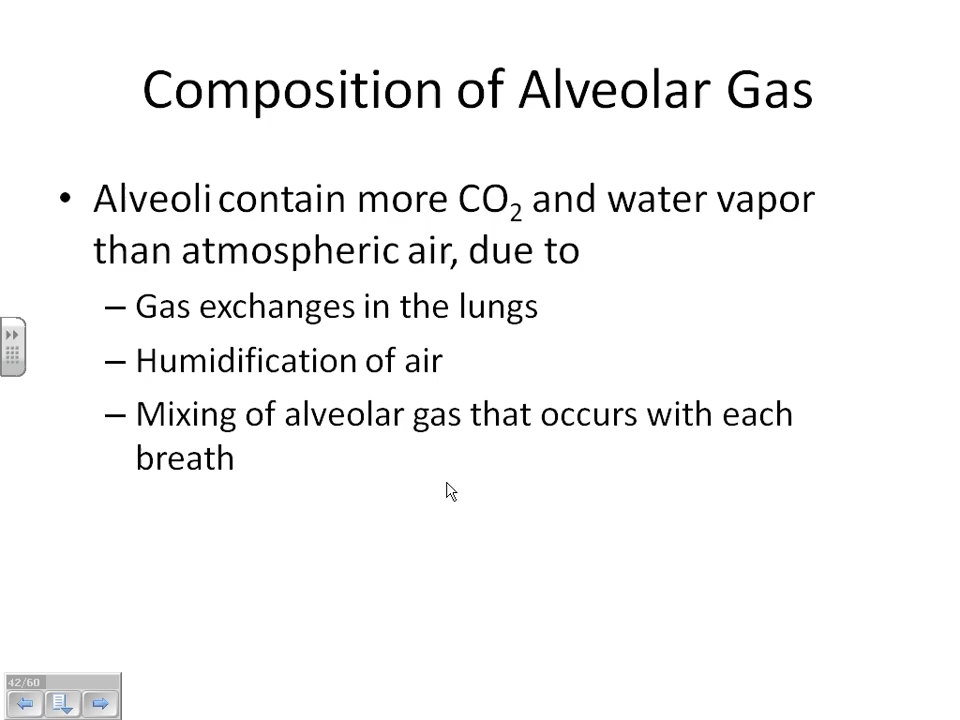 Composition of Alveolar Gas
• Alveoli contain more CO₂ and water vapor
than atmospheric air, due to
– Gas exchanges in the lungs
– Humidification of air
– Mixing of alveolar gas that occurs with each
breath
42/60